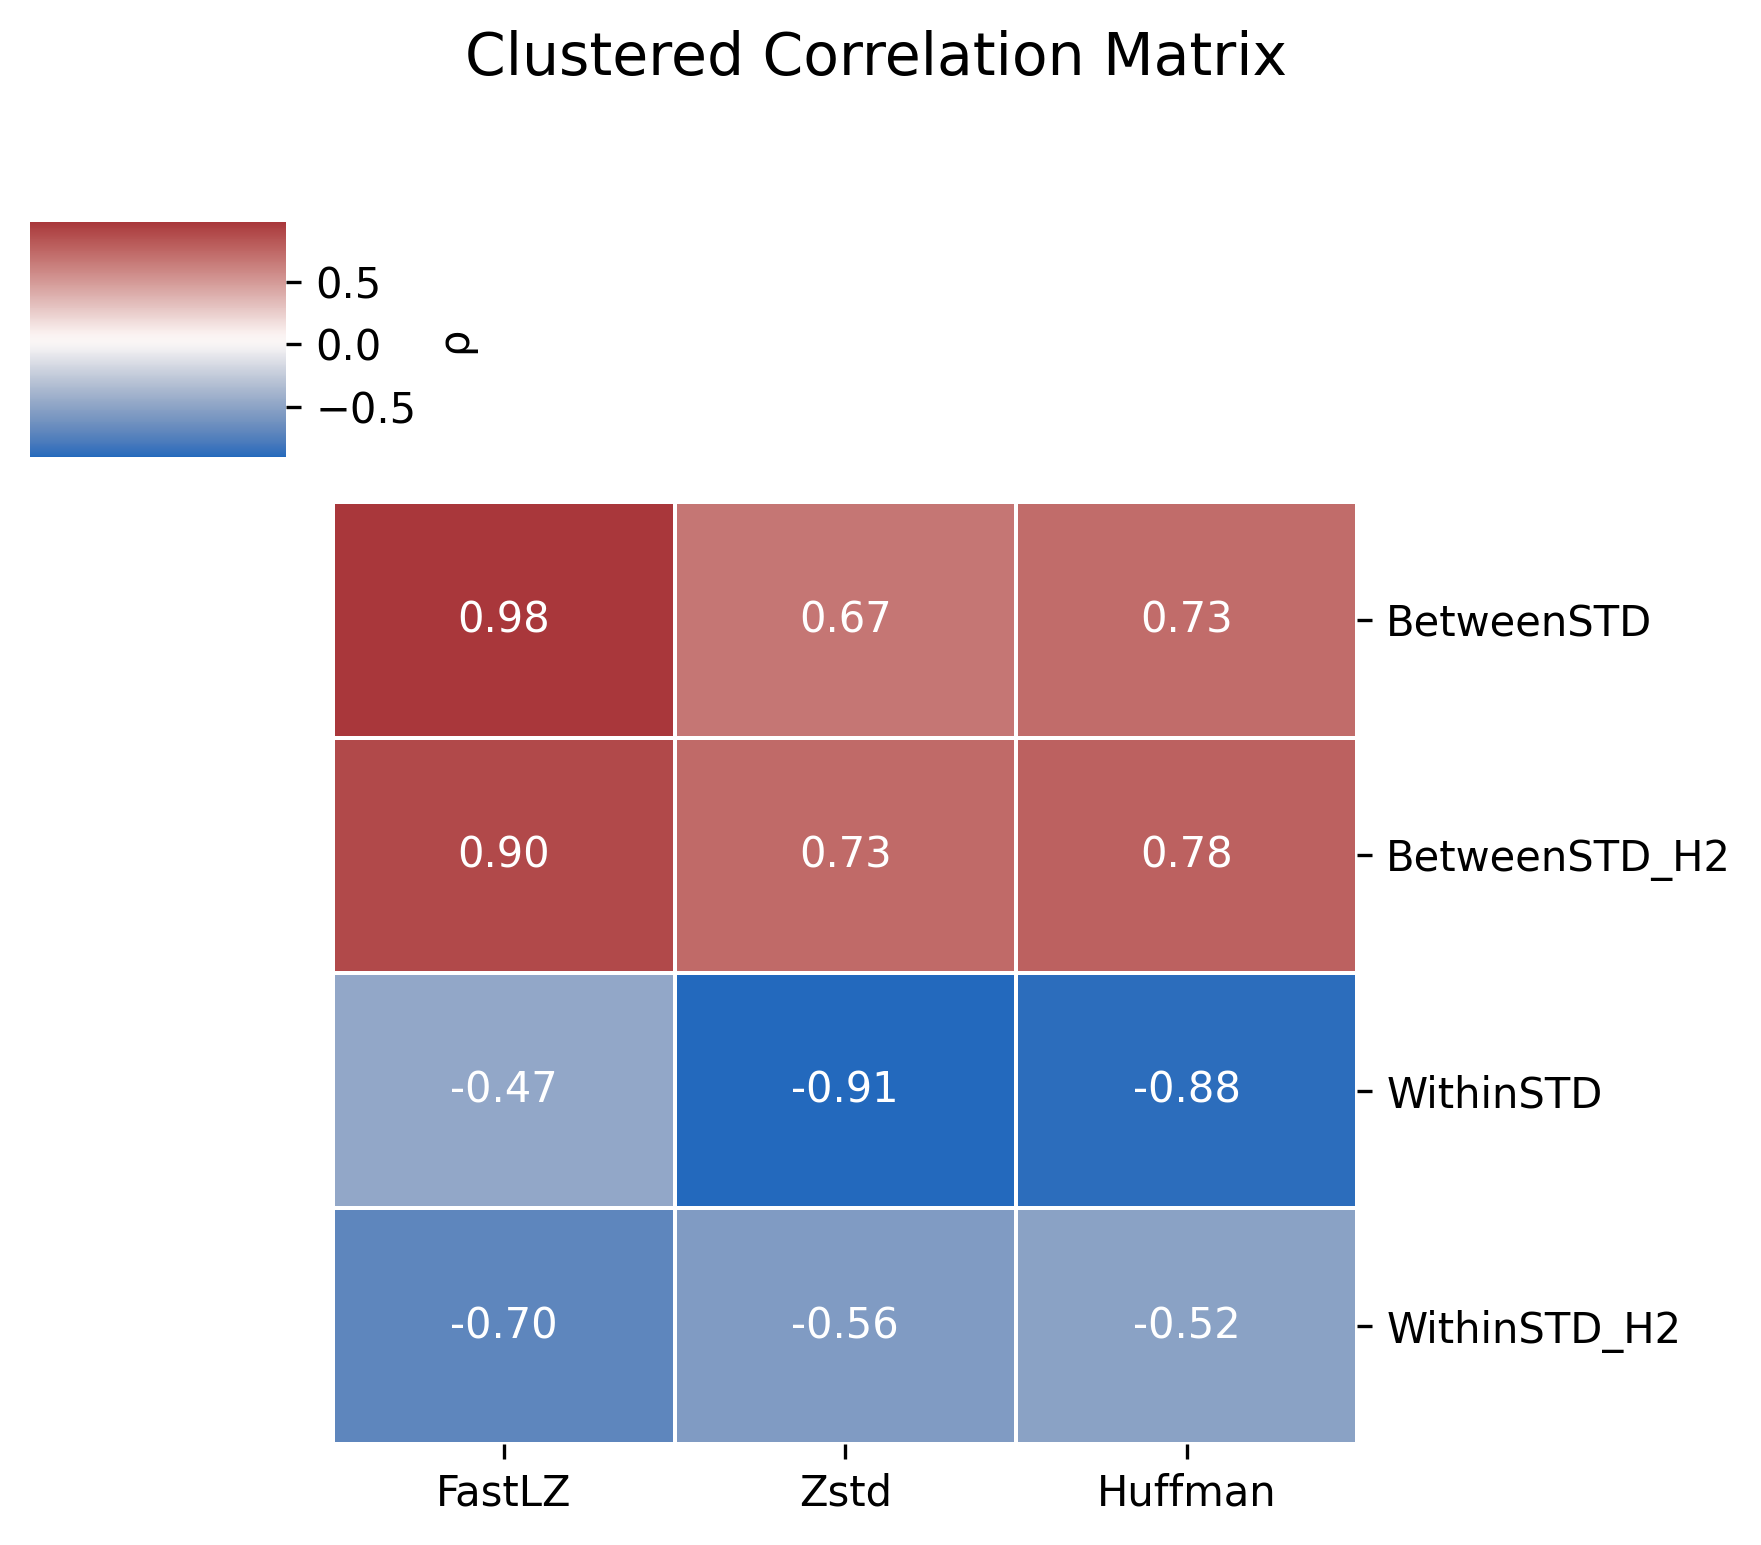 Clustered Correlation Matrix
0.5
0.0
−0.5
ρ
0.98 0.67 0.73 BetweenSTD
0.90 0.73 0.78 BetweenSTD_H2
-0.47 -0.91 -0.88 WithinSTD
-0.70 -0.56 -0.52 WithinSTD_H2
FastLZ Zstd Huffman